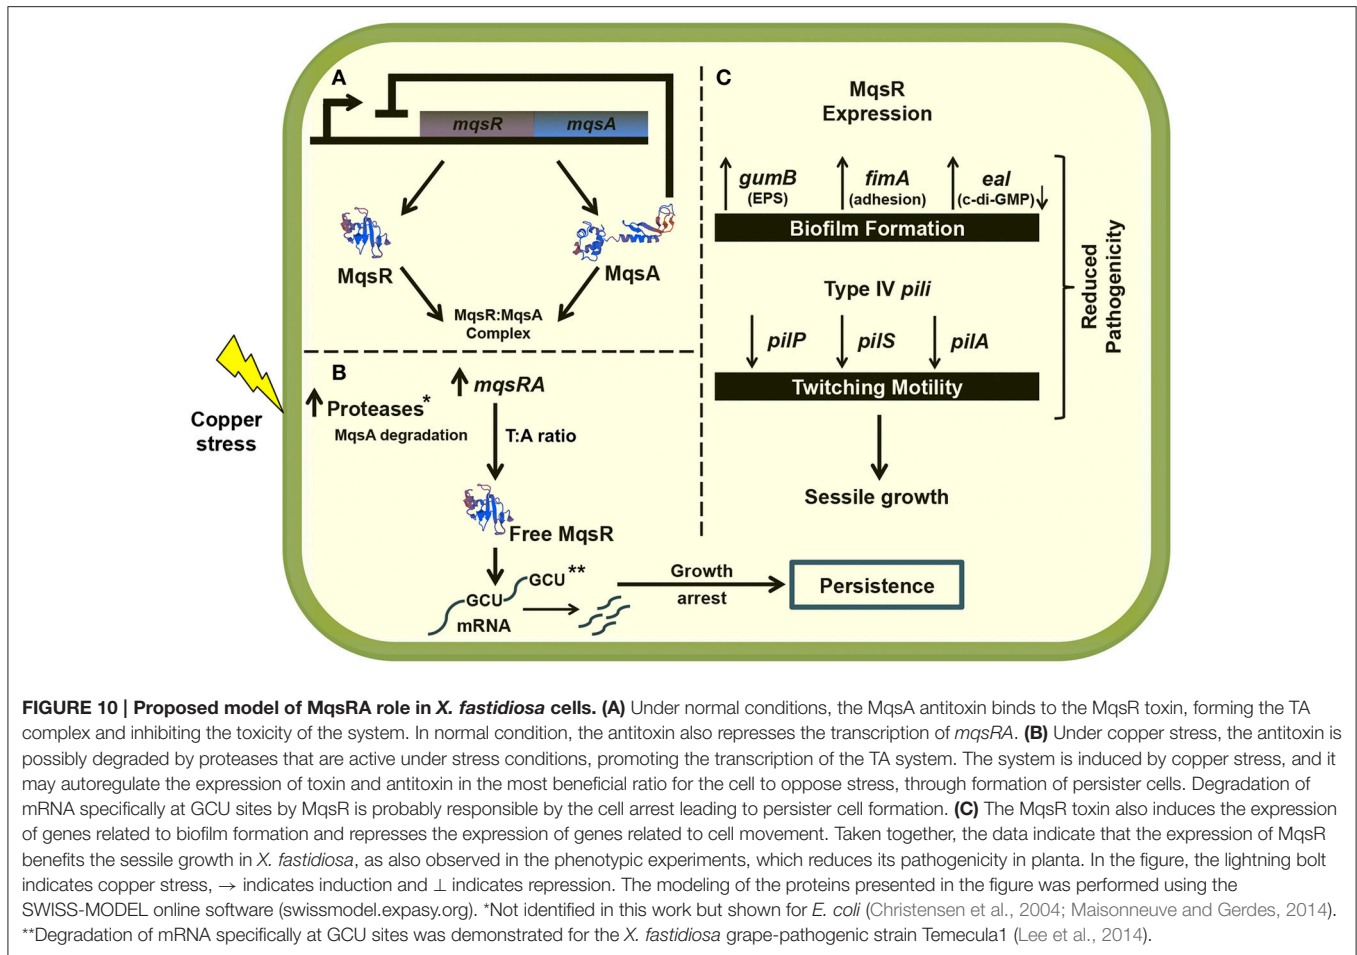 A
mqsR mqsA
MqsR
MqsA
MqsR:MqsA
Complex
B
Copper
stress
↑ Proteases*
MqsA degradation
↑ mqsRA
T:A ratio
Free MqsR
GCU**
GCU
mRNA
Growth
arrest
Persistence
C
MqsR
Expression
↑ gumB ↑ fimA ↑ eal
(EPS) (adhesion) (c-di-GMP)↓
Biofilm Formation
Type IV pili
↓ pilP ↓ pilS ↓ pilA
Twitching Motility
Sessile growth
Reduced
Pathogenicity
FIGURE 10 | Proposed model of MqsRA role in X. fastidiosa cells. (A) Under normal conditions, the MqsA antitoxin binds to the MqsR toxin, forming the TA
complex and inhibiting the toxicity of the system. In normal condition, the antitoxin also represses the transcription of mqsRA. (B) Under copper stress, the antitoxin is
possibly degraded by proteases that are active under stress conditions, promoting the transcription of the TA system. The system is induced by copper stress, and it
may autoregulate the expression of toxin and antitoxin in the most beneficial ratio for the cell to oppose stress, through formation of persister cells. Degradation of
mRNA specifically at GCU sites by MqsR is probably responsible by the cell arrest leading to persister cell formation. (C) The MqsR toxin also induces the expression
of genes related to biofilm formation and represses the expression of genes related to cell movement. Taken together, the data indicate that the expression of MqsR
benefits the sessile growth in X. fastidiosa, as also observed in the phenotypic experiments, which reduces its pathogenicity in planta. In the figure, the lightning bolt
indicates copper stress, → indicates induction and ⊥ indicates repression. The modeling of the proteins presented in the figure was performed using the
SWISS-MODEL online software (swissmodel.expasy.org). *Not identified in this work but shown for E. coli (Christensen et al., 2004; Maisonneuve and Gerdes, 2014).
**Degradation of mRNA specifically at GCU sites was demonstrated for the X. fastidiosa grape-pathogenic strain Temecula1 (Lee et al., 2014).